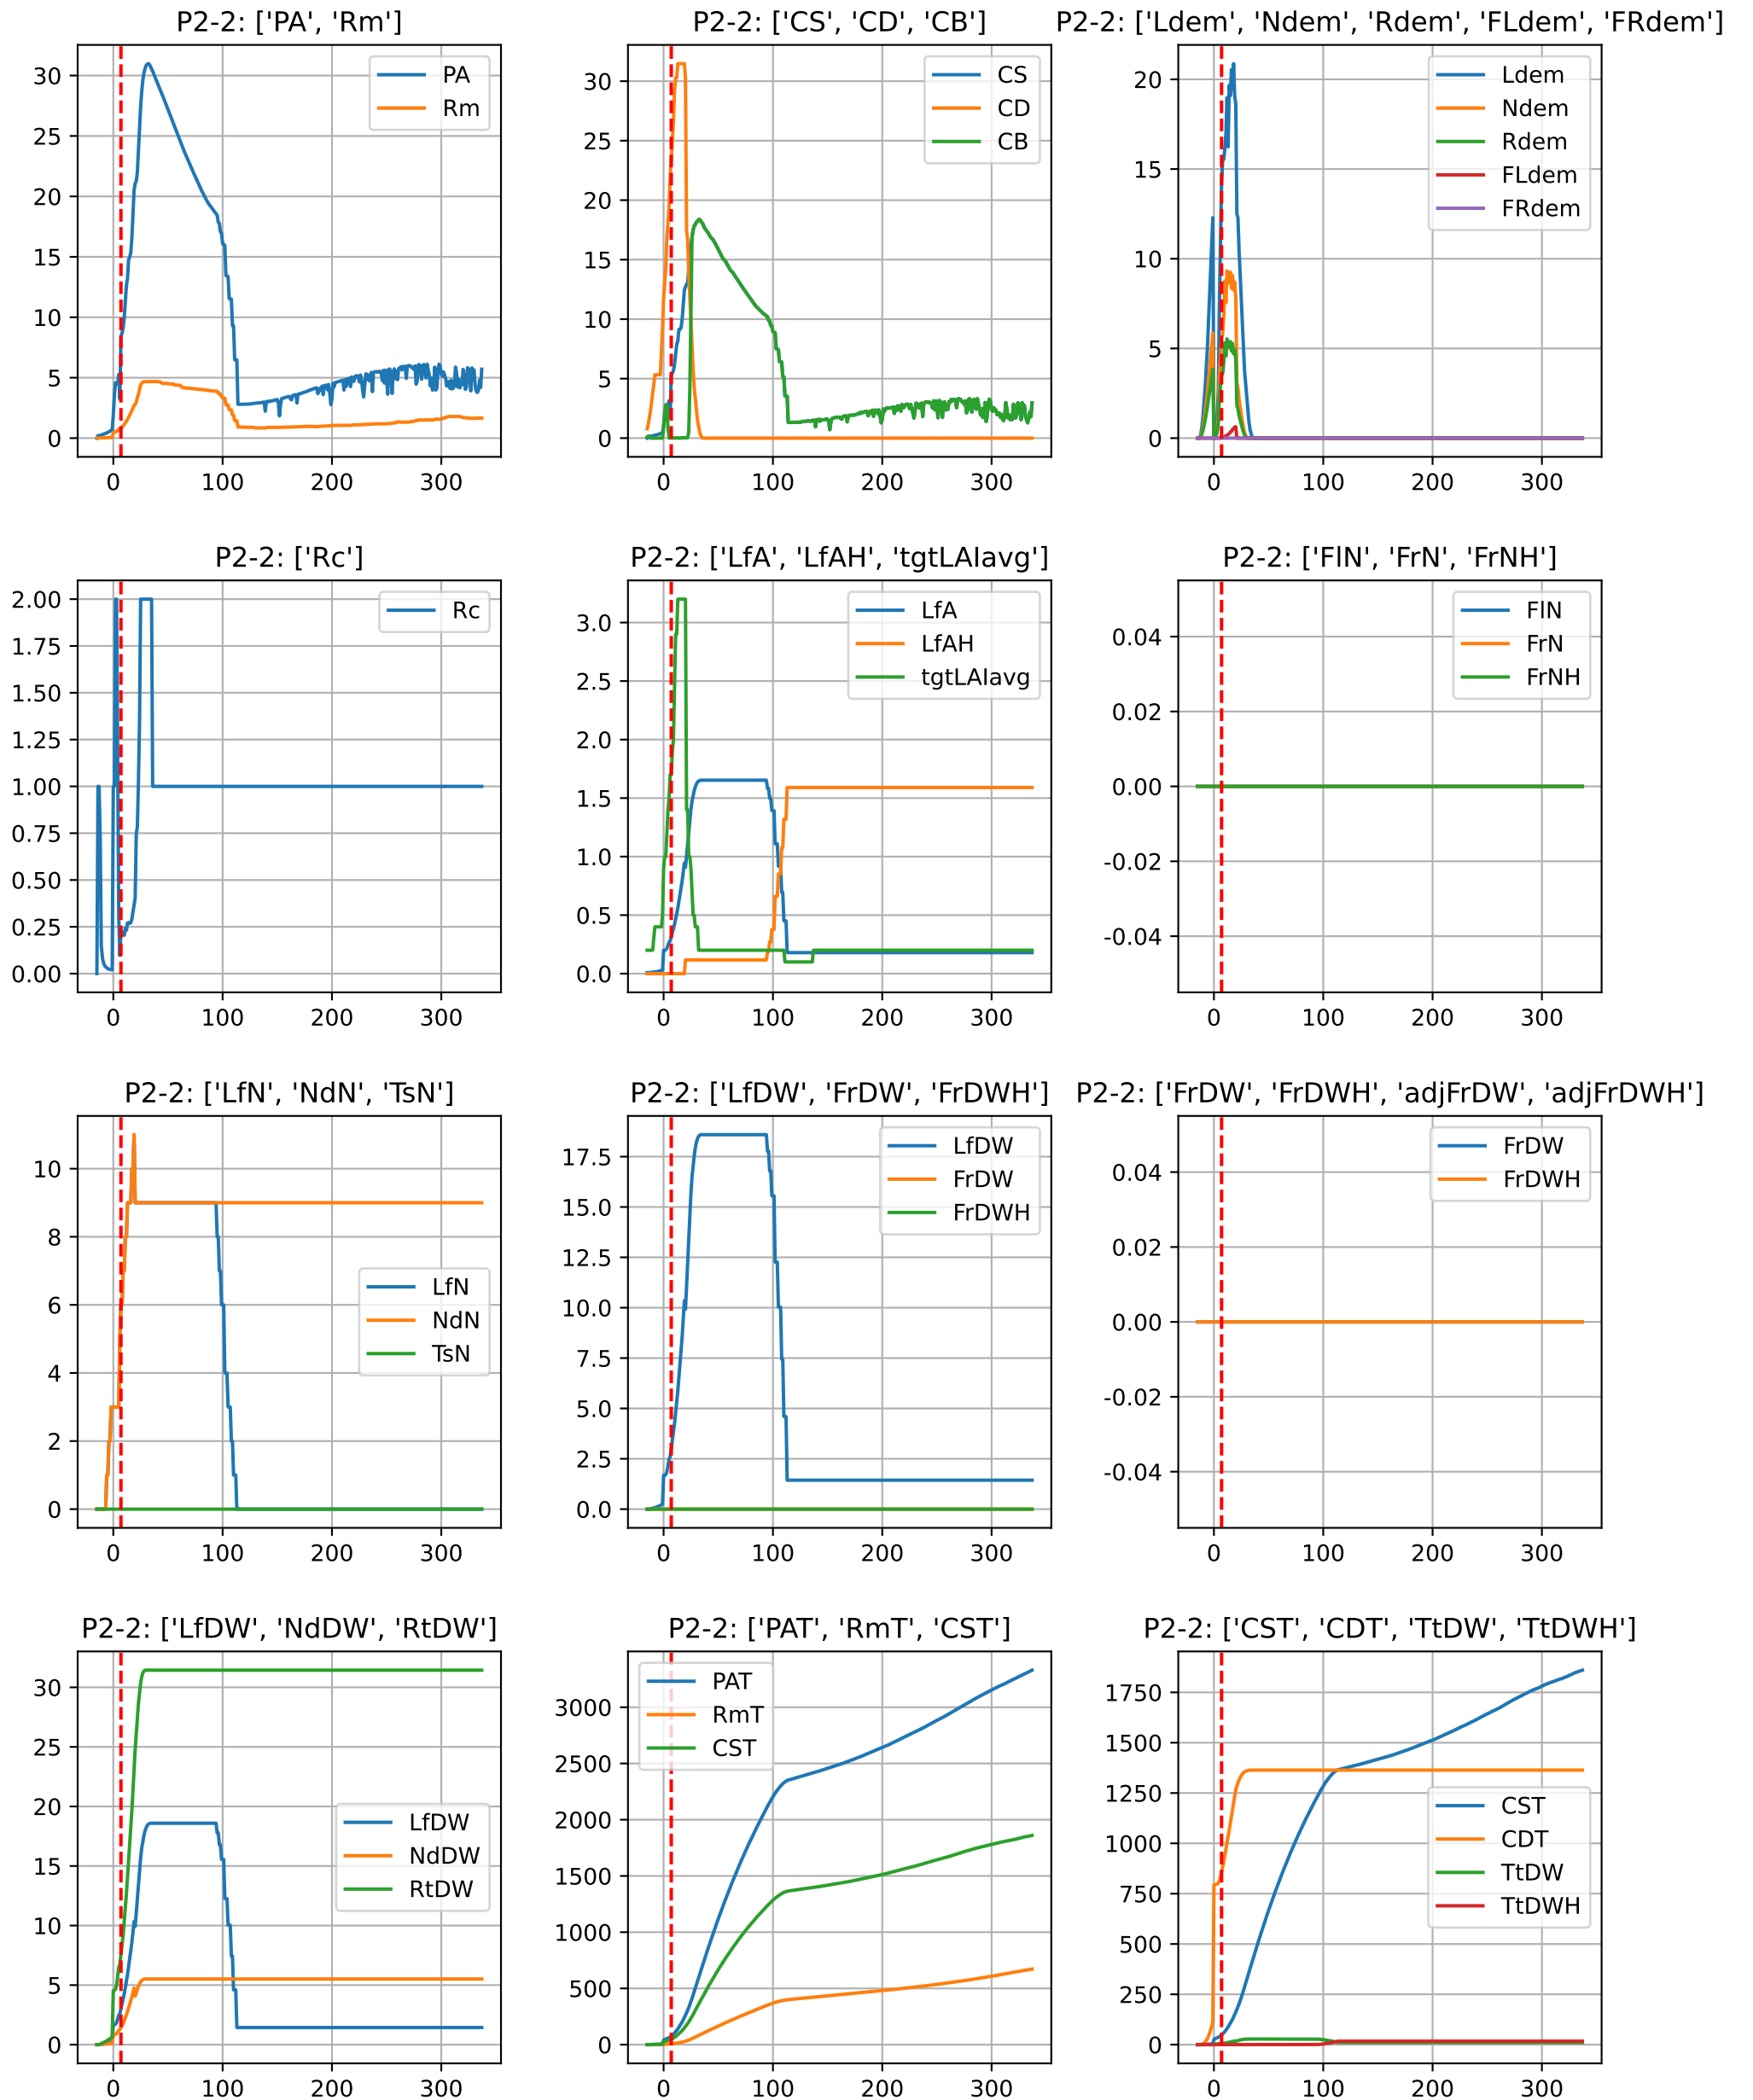 P2-2: ['PA', 'Rm']
30
25
20
15
10
5
0
0 100 200 300
PA
Rm
P2-2: ['CS', 'CD', 'CB']
30
25
20
15
10
5
0
0 100 200 300
CS
CD
CB
P2-2: ['Ldem', 'Ndem', 'Rdem', 'FLdem', 'FRdem']
20
15
10
5
0
0 100 200 300
Ldem
Ndem
Rdem
FLdem
FRdem
P2-2: ['Rc']
2.00
1.75
1.50
1.25
1.00
0.75
0.50
0.25
0.00
0 100 200 300
Rc
P2-2: ['LfA', 'LfAH', 'tgtLAIavg']
3.0
2.5
2.0
1.5
1.0
0.5
0.0
0 100 200 300
LfA
LfAH
tgtLAIavg
P2-2: ['FlN', 'FrN', 'FrNH']
0.04
0.02
0.00
-0.02
-0.04
0 100 200 300
FlN
FrN
FrNH
P2-2: ['LfN', 'NdN', 'TsN']
10
8
6
4
2
0
0 100 200 300
LfN
NdN
TsN
P2-2: ['LfDW', 'FrDW', 'FrDWH']
17.5
15.0
12.5
10.0
7.5
5.0
2.5
0.0
0 100 200 300
LfDW
FrDW
FrDWH
P2-2: ['FrDW', 'FrDWH', 'adjFrDW', 'adjFrDWH']
0.04
0.02
0.00
-0.02
-0.04
0 100 200 300
FrDW
FrDWH
P2-2: ['LfDW', 'NdDW', 'RtDW']
30
25
20
15
10
5
0
0 100 200 300
LfDW
NdDW
RtDW
P2-2: ['PAT', 'RmT', 'CST']
3000
2500
2000
1500
1000
500
0
0 100 200 300
PAT
RmT
CST
P2-2: ['CST', 'CDT', 'TtDW', 'TtDWH']
1750
1500
1250
1000
750
500
250
0
0 100 200 300
CST
CDT
TtDW
TtDWH